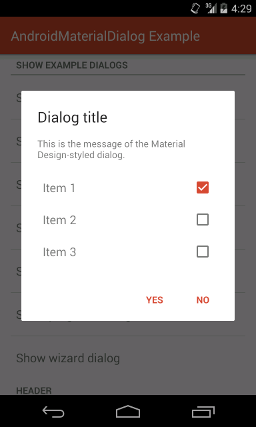 4:29
AndroidMaterialDialog Example
SHOW EXAMPLE DIALOGS
Dialog title
This is the message of the Material
Design-styled dialog.
Item 1
Item 2
Item 3
YES
NO
Show wizard dialog
HEADER